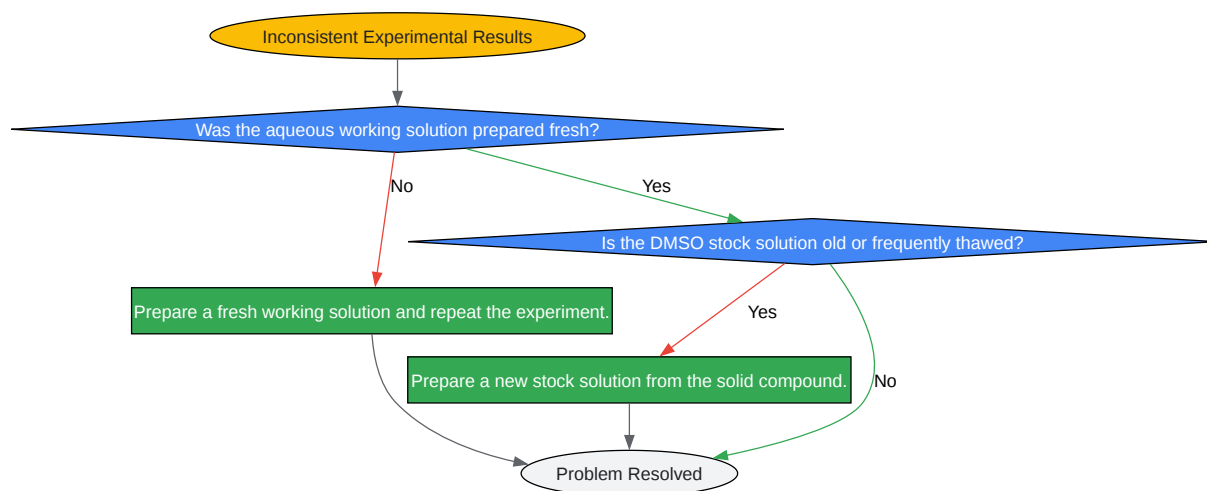 Inconsistent Experimental Results
Was the aqueous working solution prepared fresh?
No
Yes
Is the DMSO stock solution old or frequently thawed?
Prepare a fresh working solution and repeat the experiment.
Yes
Prepare a new stock solution from the solid compound.
No
Problem Resolved